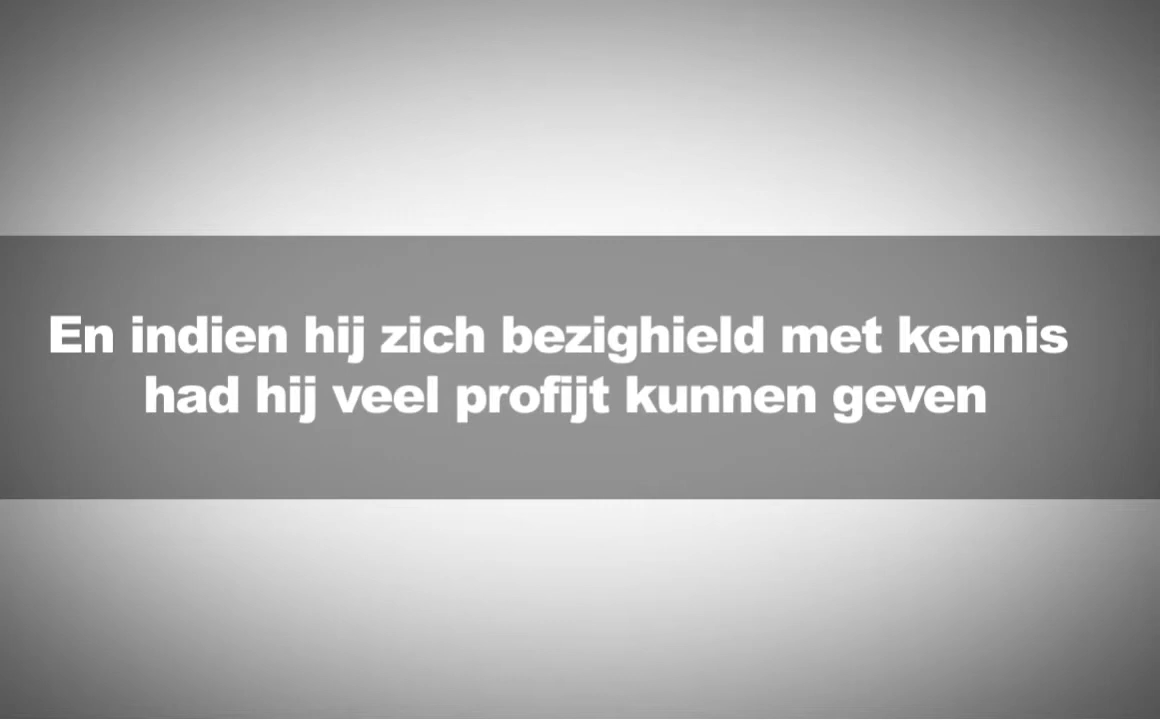 En indien hij zich bezighield met kennis
had hij veel profijt kunnen geven